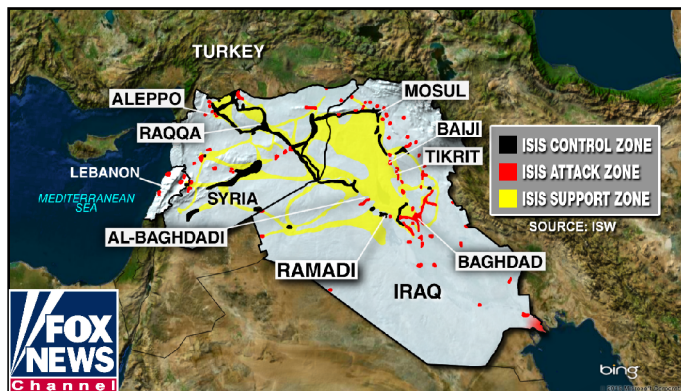 TURKEY
ALEPPO
MOSUL
RAQQA
BAIJI
TIKRIT
ISIS CONTROL ZONE
ISIS ATTACK ZONE
ISIS SUPPORT ZONE
SOURCE: ISW
LEBANON
MEDITERRANEAN
SEA
SYRIA
AL-BAGHDADI
BAGHDAD
RAMADI
IRAQ
FOX
NEWS
Channel
bing